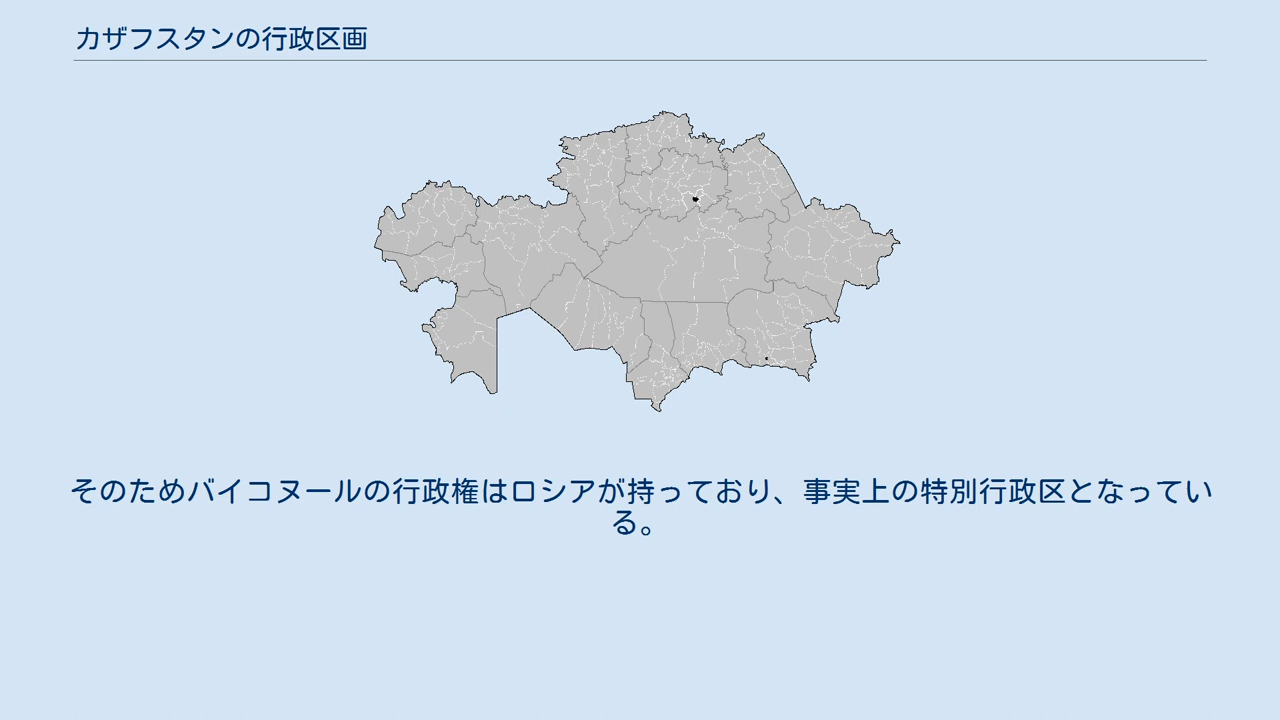 カザフスタンの行政区画
そのためバイコヌールの行政権はロシアが持っており、事実上の特別行政区となってい
る。